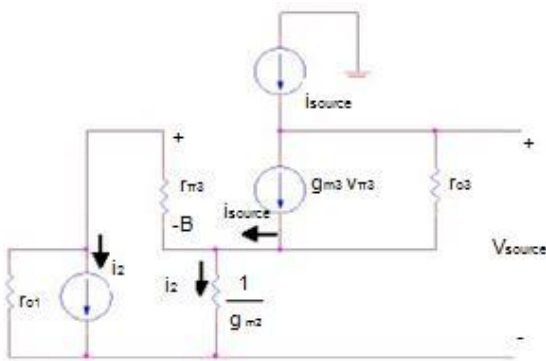 isource
+
+
rπ3
gm3 vπ3
ro3
-B
isource
Vsource
i2
i2
1
gm2
ro1
-